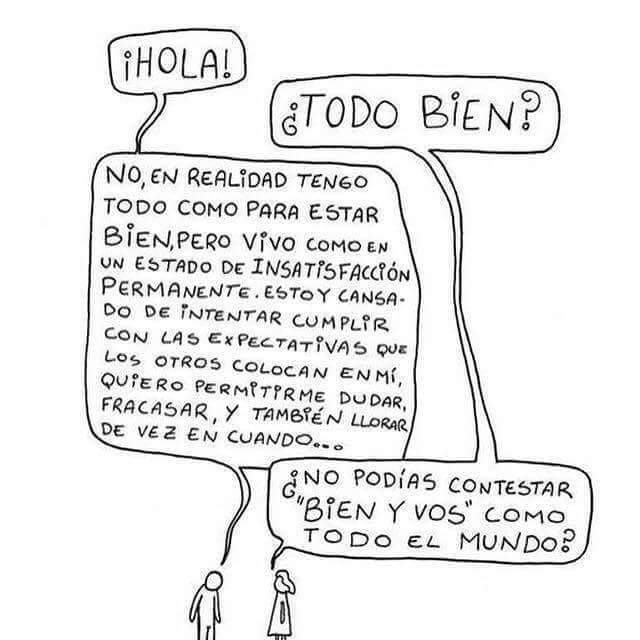 ¡HOLA!
¿TODO BIEN?
NO, EN REALIDAD TENGO
TODO COMO PARA ESTAR
BIEN, PERO VIVO COMO EN
UN ESTADO DE INSATISFACCIÓN
PERMANENTE. ESTOY CANSA-
DO DE INTENTAR CUMPLIR
CON LAS EXPECTATIVAS QUE
LOS OTROS COLOCAN EN MÍ,
QUIERO PERMITIRME DUDAR,
FRACASAR, Y TAMBIÉN LLORAR
DE VEZ EN CUANDO...
¿NO PODÍAS CONTESTAR
"BIEN Y VOS" COMO
TODO EL MUNDO?